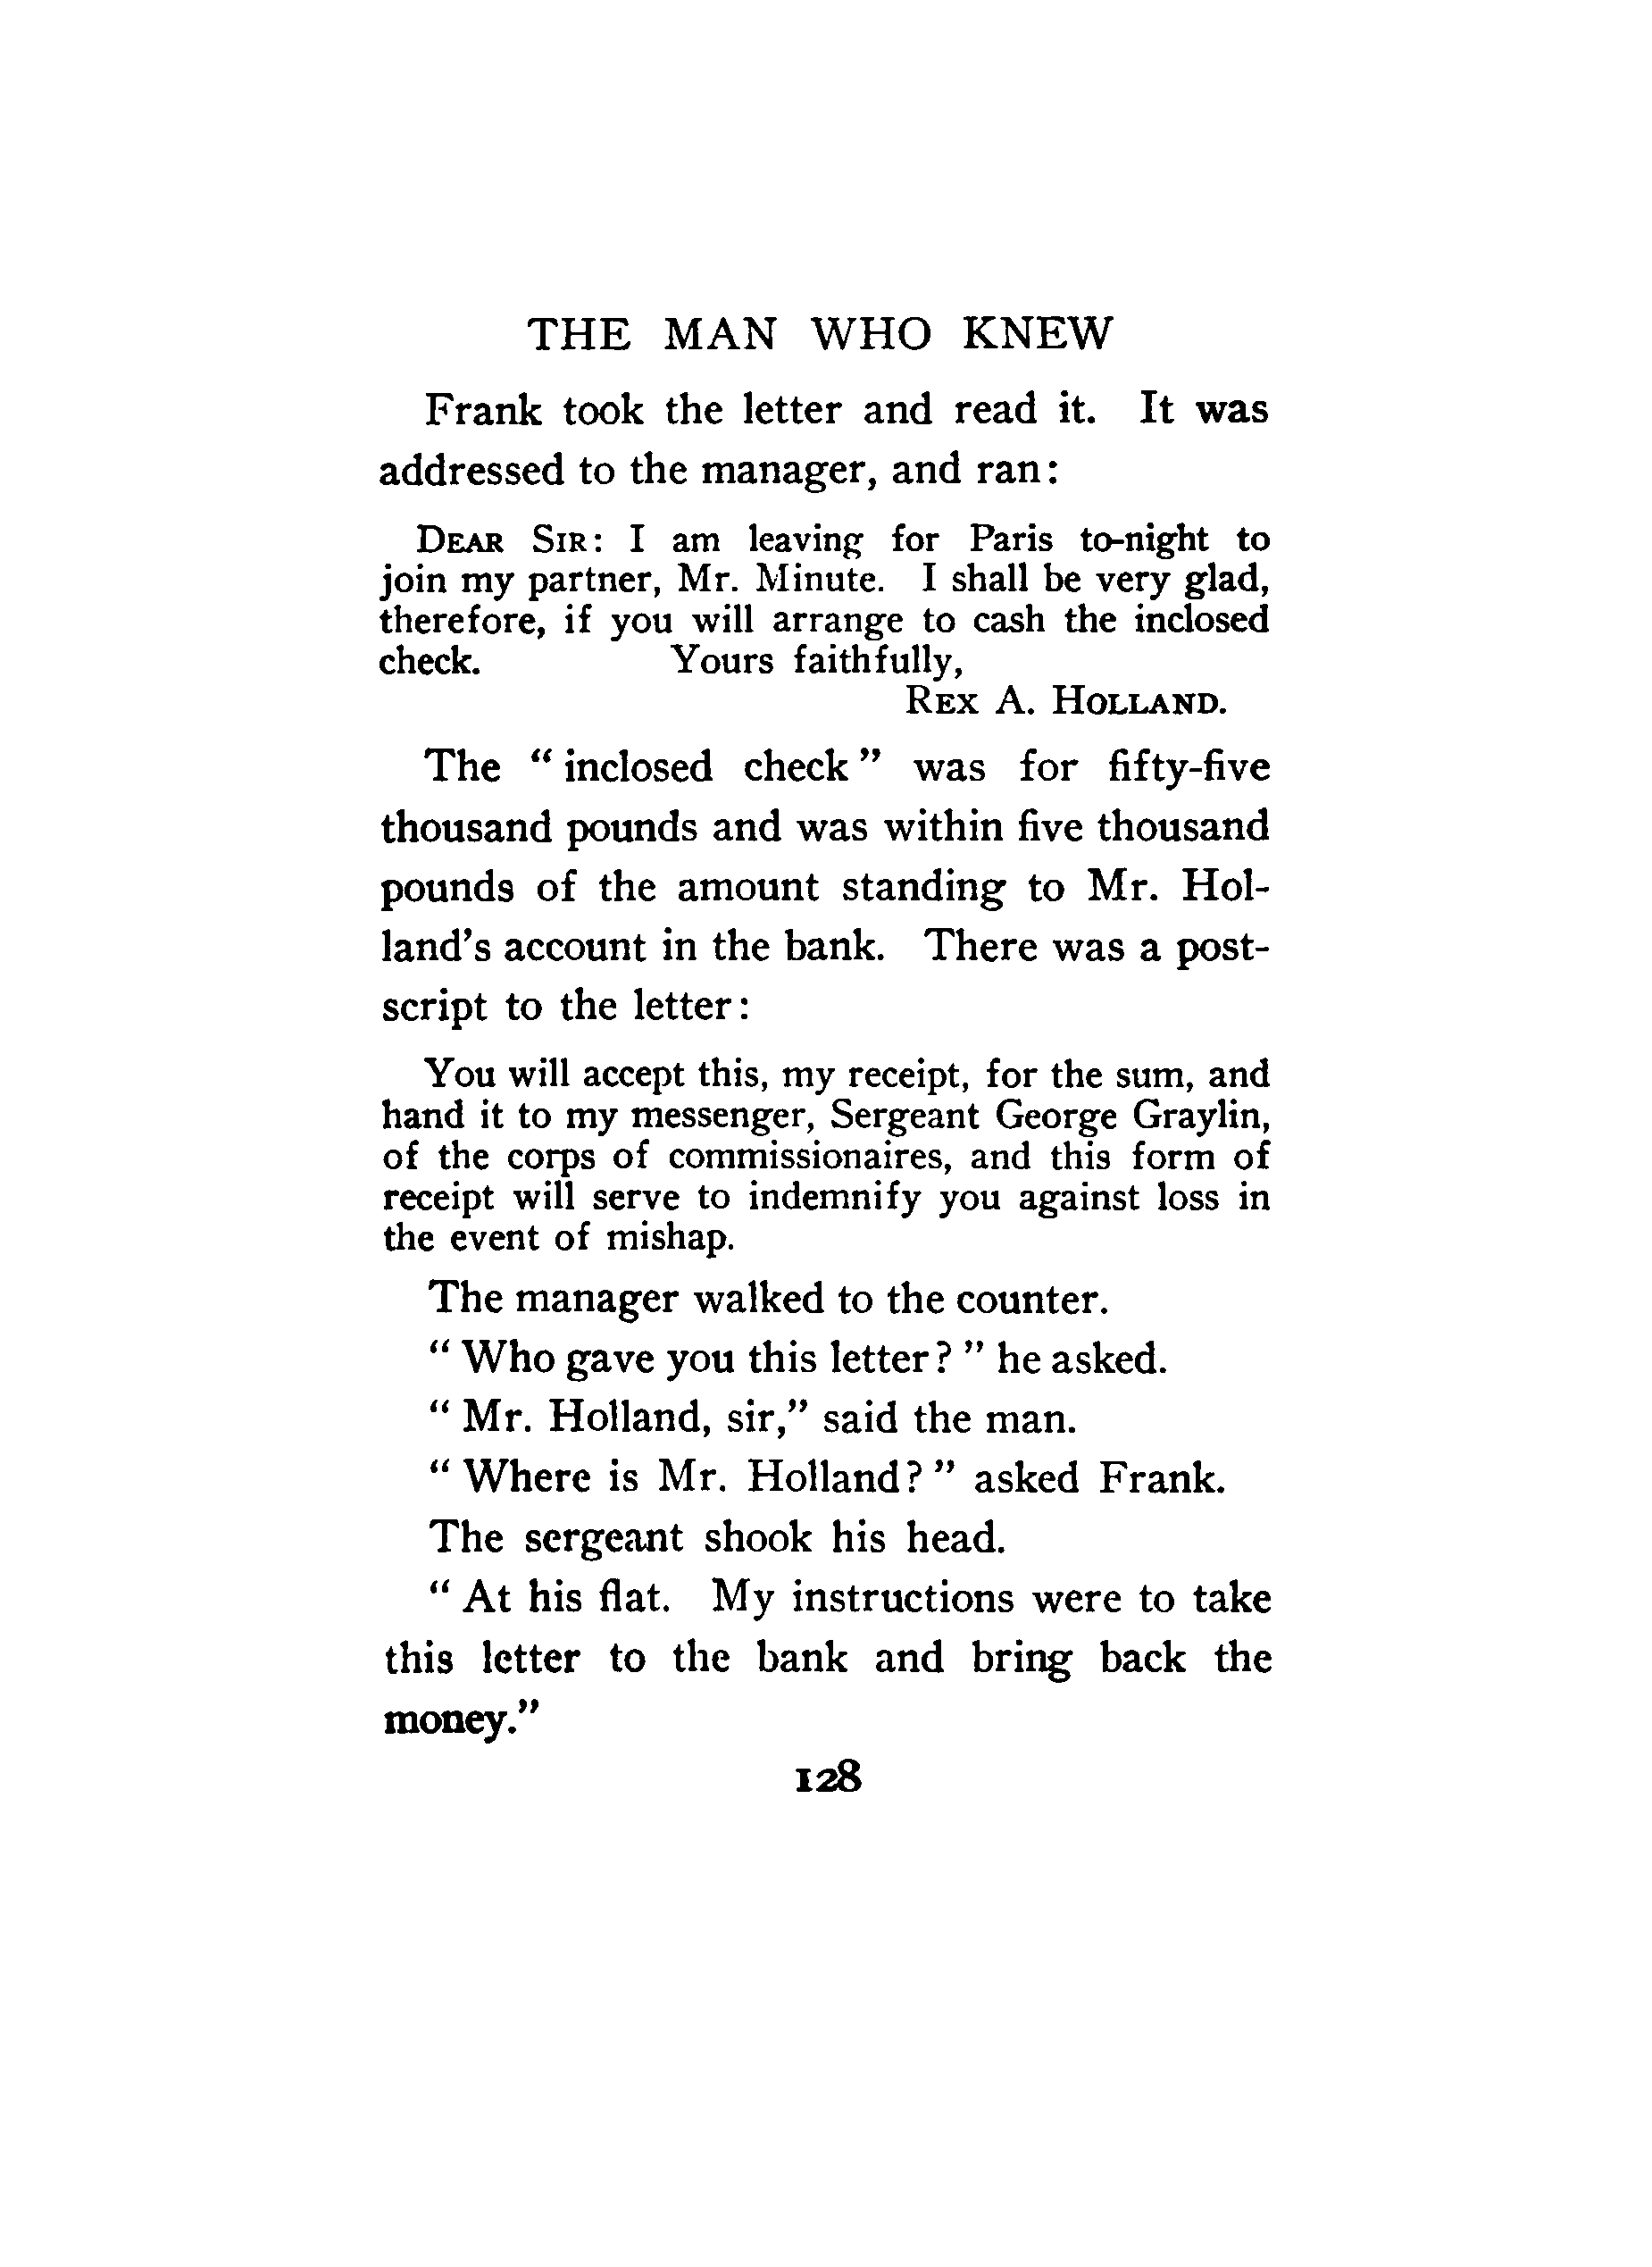 THE MAN WHO KNEW
Frank took the letter and read it. It was
addressed to the manager, and ran:
DEAR SIR: I am leaving for Paris to-night to
join my partner, Mr. Minute. I shall be very glad,
therefore, if you will arrange to cash the inclosed
check. Yours faithfully,
REX A. HOLLAND.
The “ inclosed check ” was for fifty-five
thousand pounds and was within five thousand
pounds of the amount standing to Mr. Hol-
land’s account in the bank. There was a post-
script to the letter:
You will accept this, my receipt, for the sum, and
hand it to my messenger, Sergeant George Graylin,
of the corps of commissionaires, and this form of
receipt will serve to indemnify you against loss in
the event of mishap.
The manager walked to the counter.
“ Who gave you this letter? ” he asked.
“ Mr. Holland, sir,” said the man.
“ Where is Mr. Holland? ” asked Frank.
The sergeant shook his head.
“ At his flat. My instructions were to take
this letter to the bank and bring back the
money.”
128